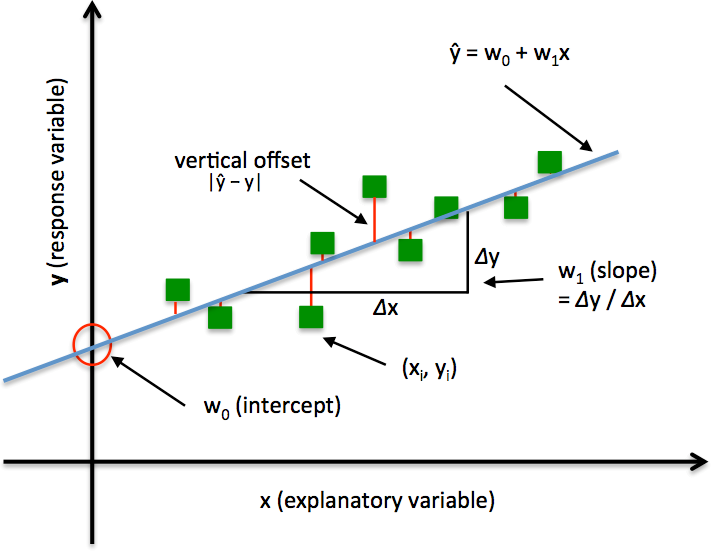 ŷ = w₀ + w₁x
vertical offset
|ŷ – y|
y (response variable)
Δy
w₁ (slope)
= Δy / Δx
Δx
(xᵢ, yᵢ)
w₀ (intercept)
x (explanatory variable)